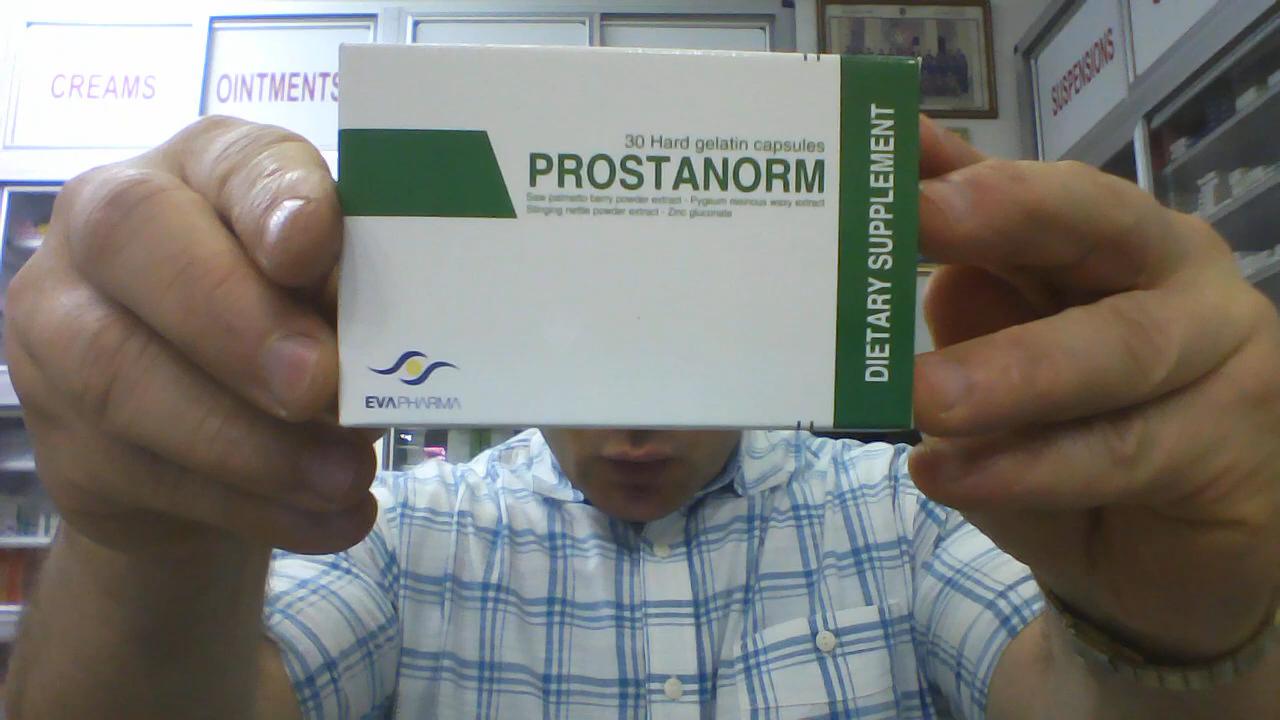 CREAMS
OINTMENTS
SUSPENSIONS
30 Hard gelatin capsules
PROSTANORM
Saw palmetto berry powder extract - Pygeum resinous waxy extract
Stinging nettle powder extract - Zinc gluconate
DIETARY SUPPLEMENT
EVAPHARMA